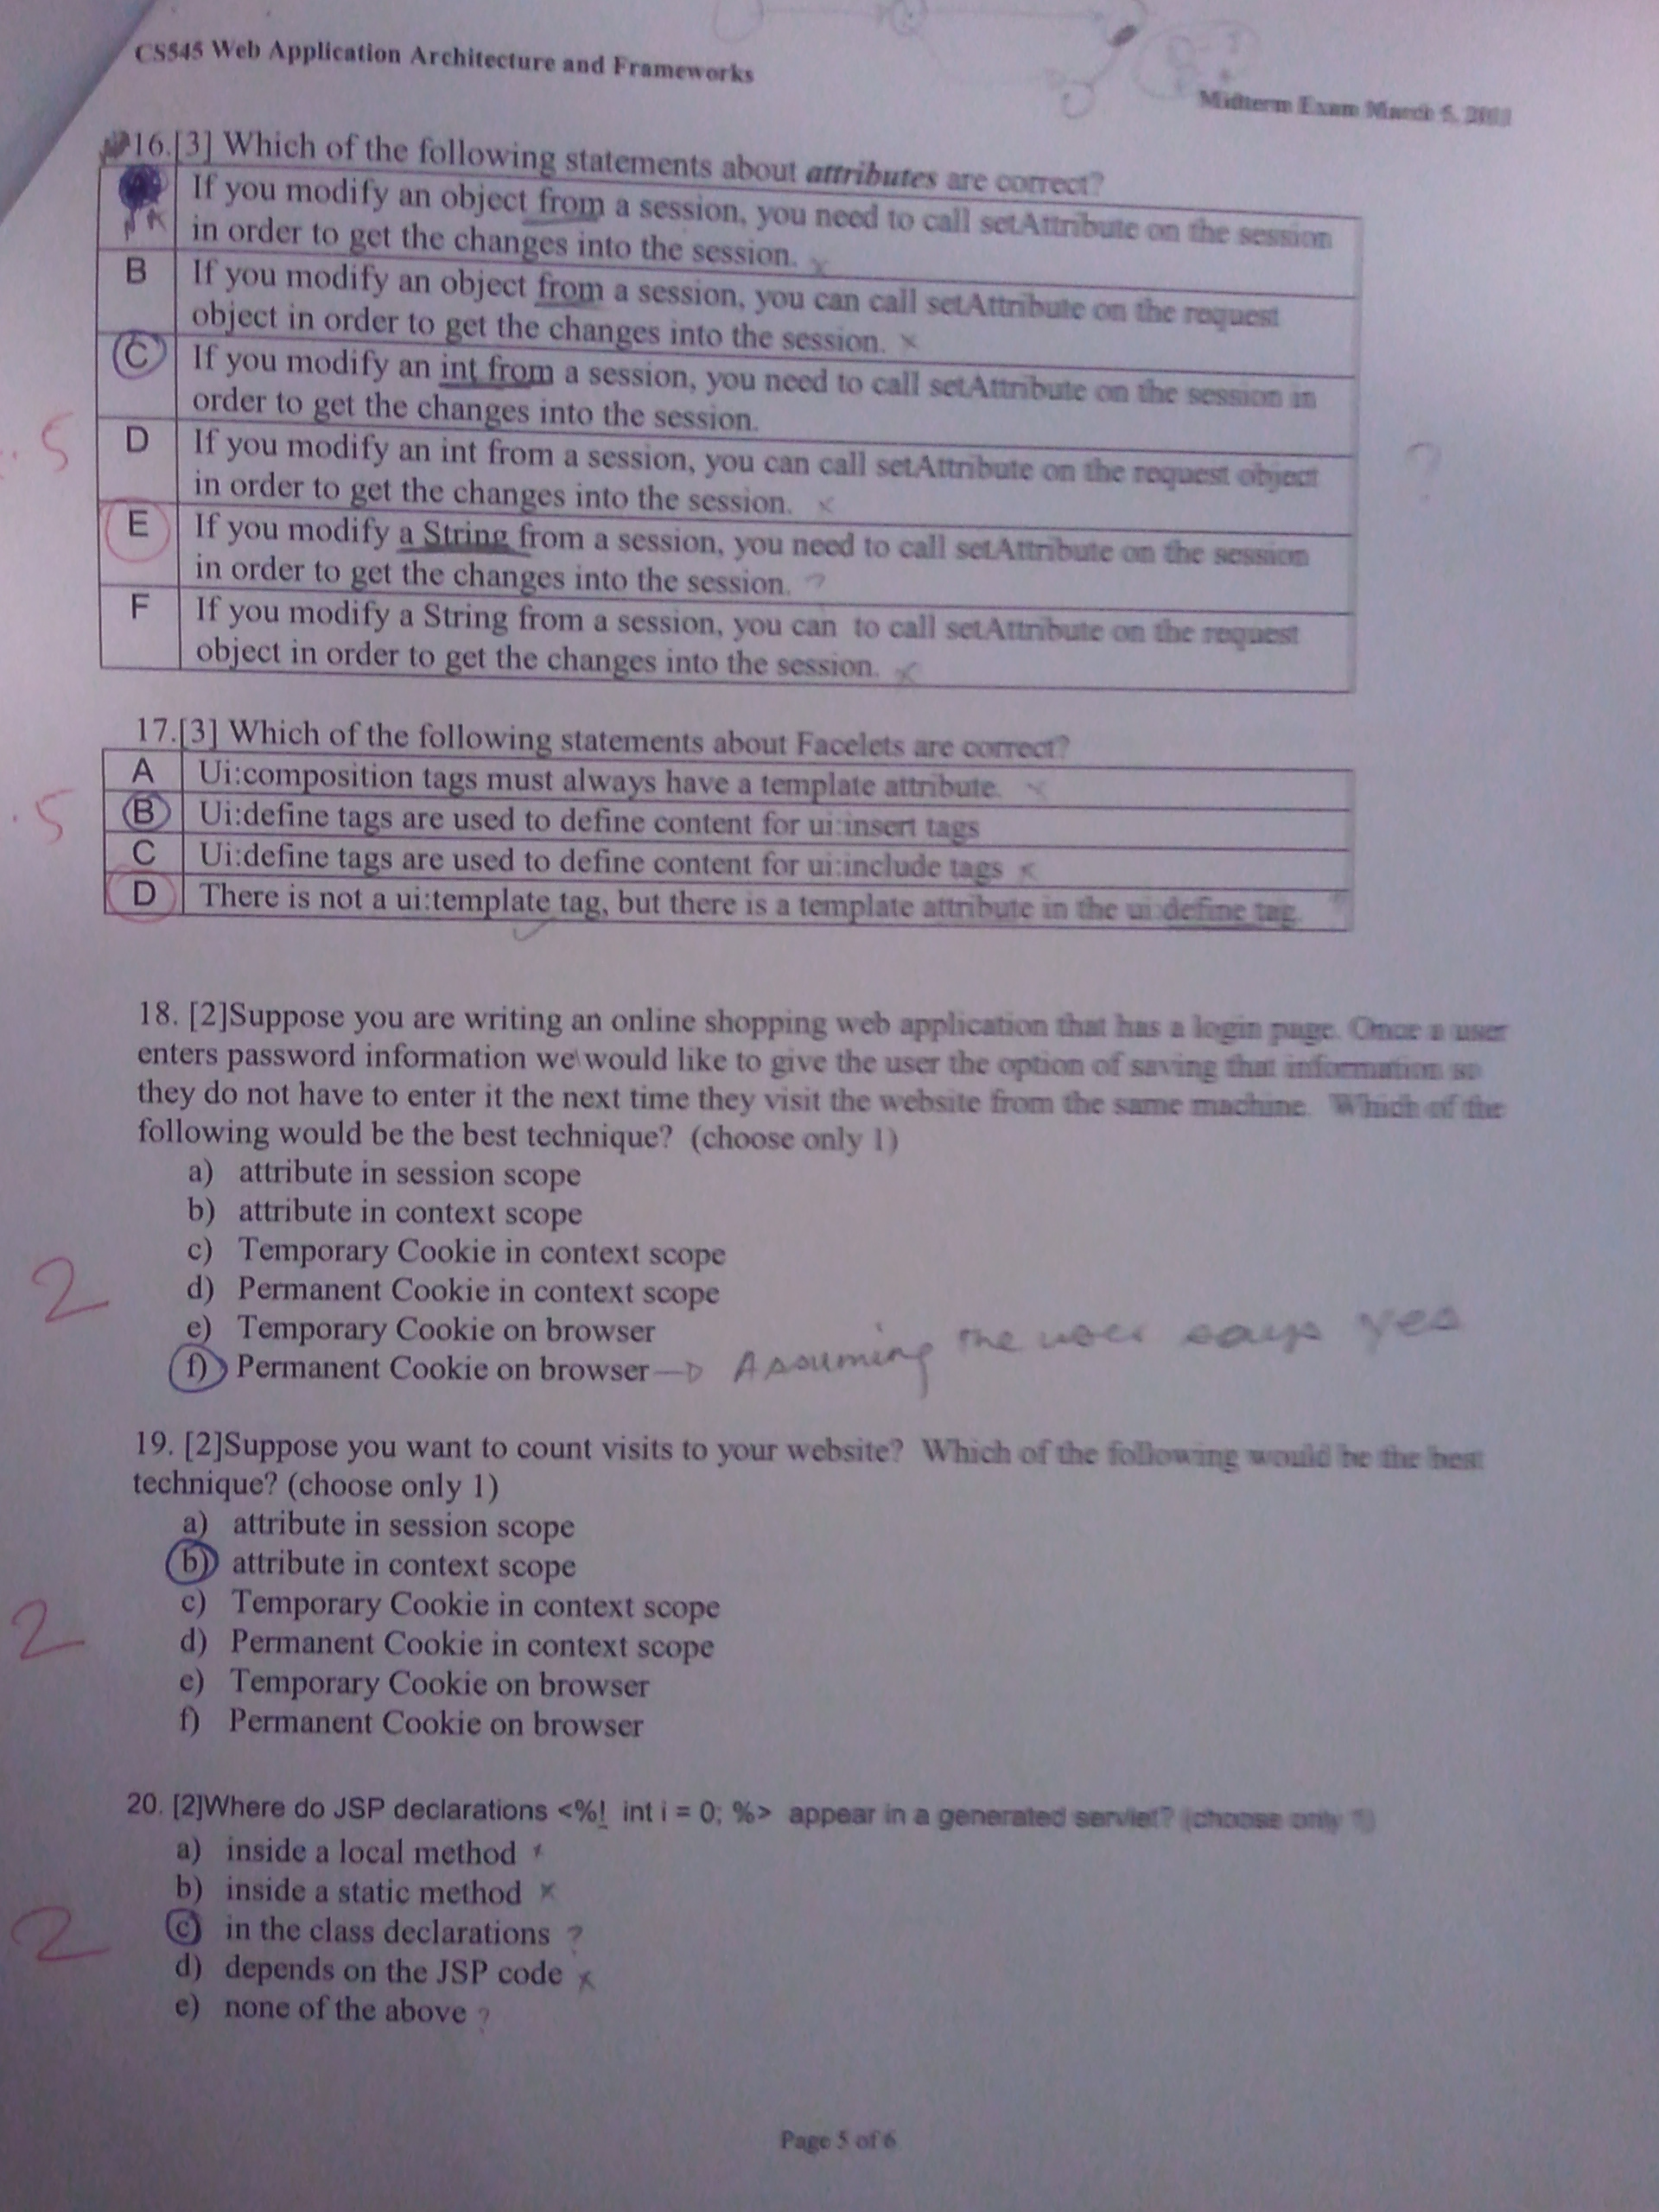 CS545 Web Application Architecture and Frameworks
Midterm Exam March 5,
16.[3] Which of the following statements about attributes are correct?
If you modify an object from a session, you need to call setAttribute on the session
in order to get the changes into the session. x
B If you modify an object from a session, you can call setAttribute on the request
object in order to get the changes into the session. x
C If you modify an int from a session, you need to call setAttribute on the session in
order to get the changes into the session.
.5
D If you modify an int from a session, you can call setAttribute on the request object
in order to get the changes into the session. x
?
E If you modify a String from a session, you need to call setAttribute on the session
in order to get the changes into the session. ?
F If you modify a String from a session, you can to call setAttribute on the request
object in order to get the changes into the session. x
17.[3] Which of the following statements about Facelets are correct?
A Ui:composition tags must always have a template attribute. x
.5
B Ui:define tags are used to define content for ui:insert tags
C Ui:define tags are used to define content for ui:include tags x
D There is not a ui:template tag, but there is a template attribute in the ui:define tag.
18. [2]Suppose you are writing an online shopping web application that has a login page. Once a user
enters password information we would like to give the user the option of saving that information so
they do not have to enter it the next time they visit the website from the same machine. Which of the
following would be the best technique? (choose only 1)
a) attribute in session scope
b) attribute in context scope
c) Temporary Cookie in context scope
2
d) Permanent Cookie in context scope
e) Temporary Cookie on browser
f) Permanent Cookie on browser Assuming the user says yes
19. [2]Suppose you want to count visits to your website? Which of the following would be the best
technique? (choose only 1)
a) attribute in session scope
b) attribute in context scope
c) Temporary Cookie in context scope
2
d) Permanent Cookie in context scope
e) Temporary Cookie on browser
f) Permanent Cookie on browser
20. [2]Where do JSP declarations <%! int i = 0; %> appear in a generated servlet? (choose only 1)
a) inside a local method x
b) inside a static method x
2
c) in the class declarations ?
d) depends on the JSP code x
e) none of the above ?
Page 5 of 6